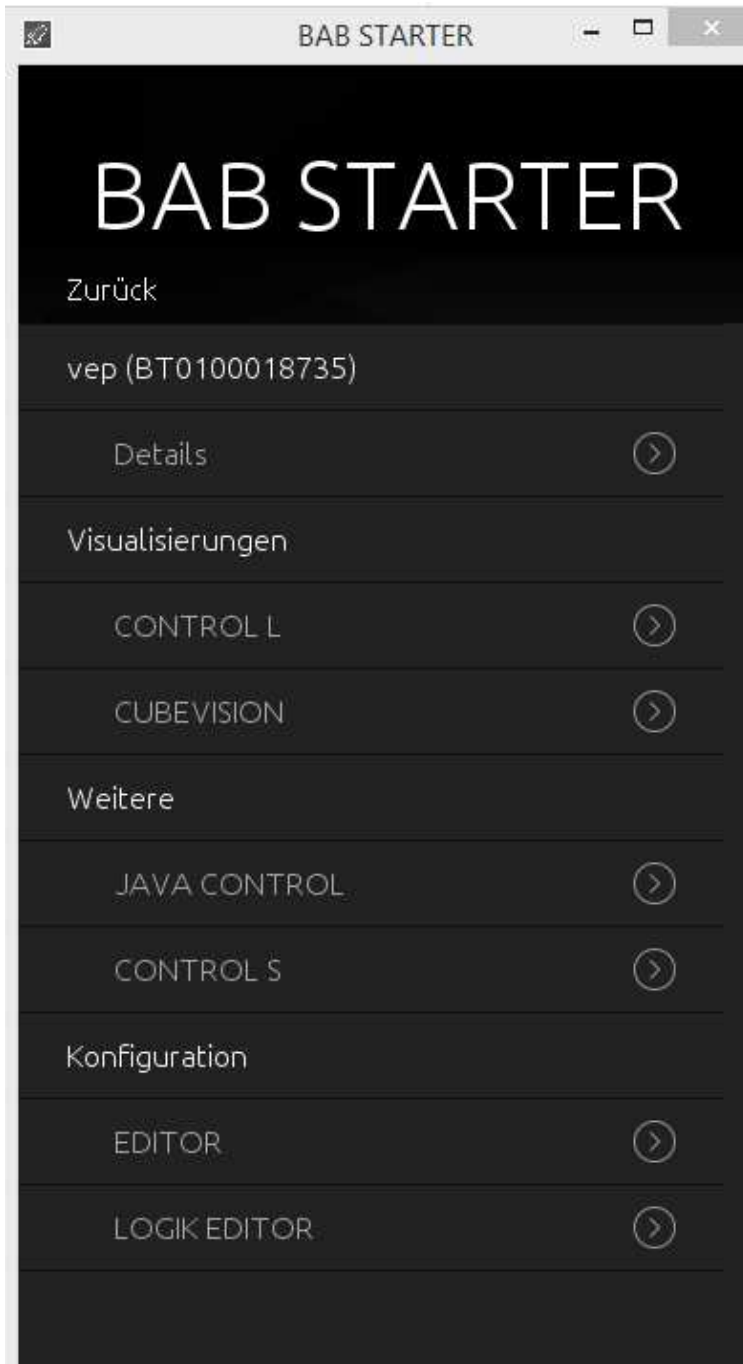 BAB STARTER
BAB STARTER
Zurück
vep (BT0100018735)
Details
Visualisierungen
CONTROL L
CUBEVISION
Weitere
JAVA CONTROL
CONTROL S
Konfiguration
EDITOR
LOGIK EDITOR